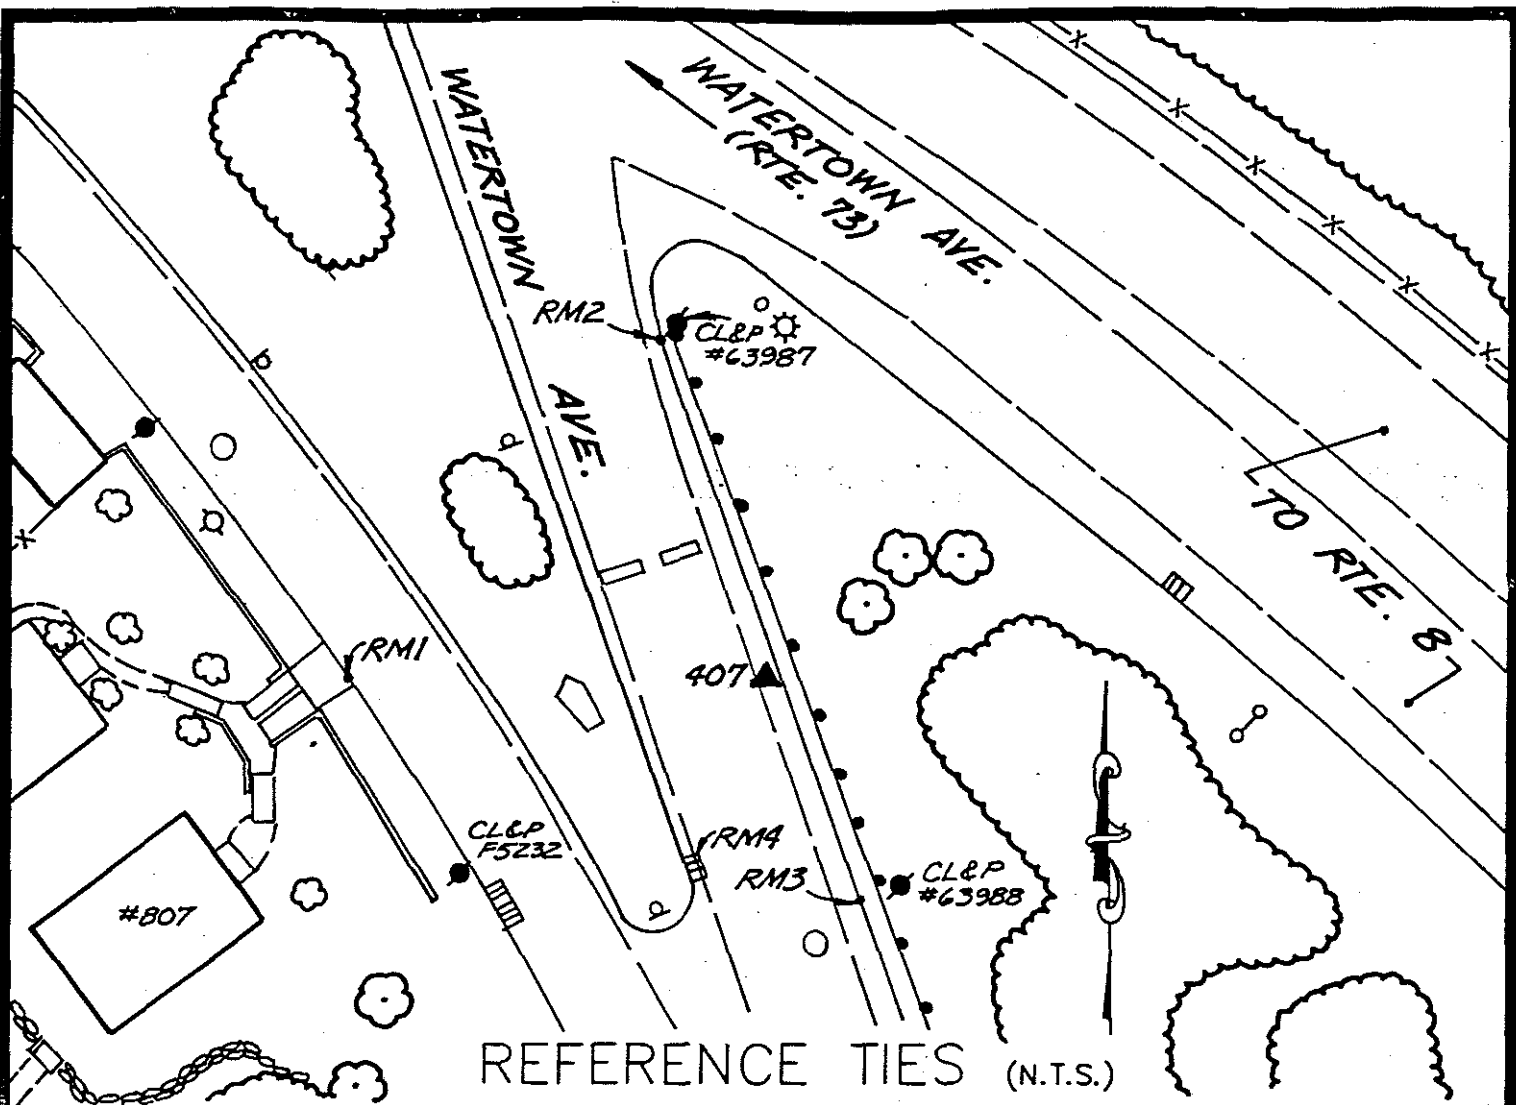 WATERTOWN
AVE.
WATERTOWN AVE.
(RTE. 73)
RM2
CL&P
#63987
TO RTE. 8
RM1
407
CL&P
F5232
RM4
RM3
CL&P
#63988
#807
REFERENCE TIES (N.T.S.)